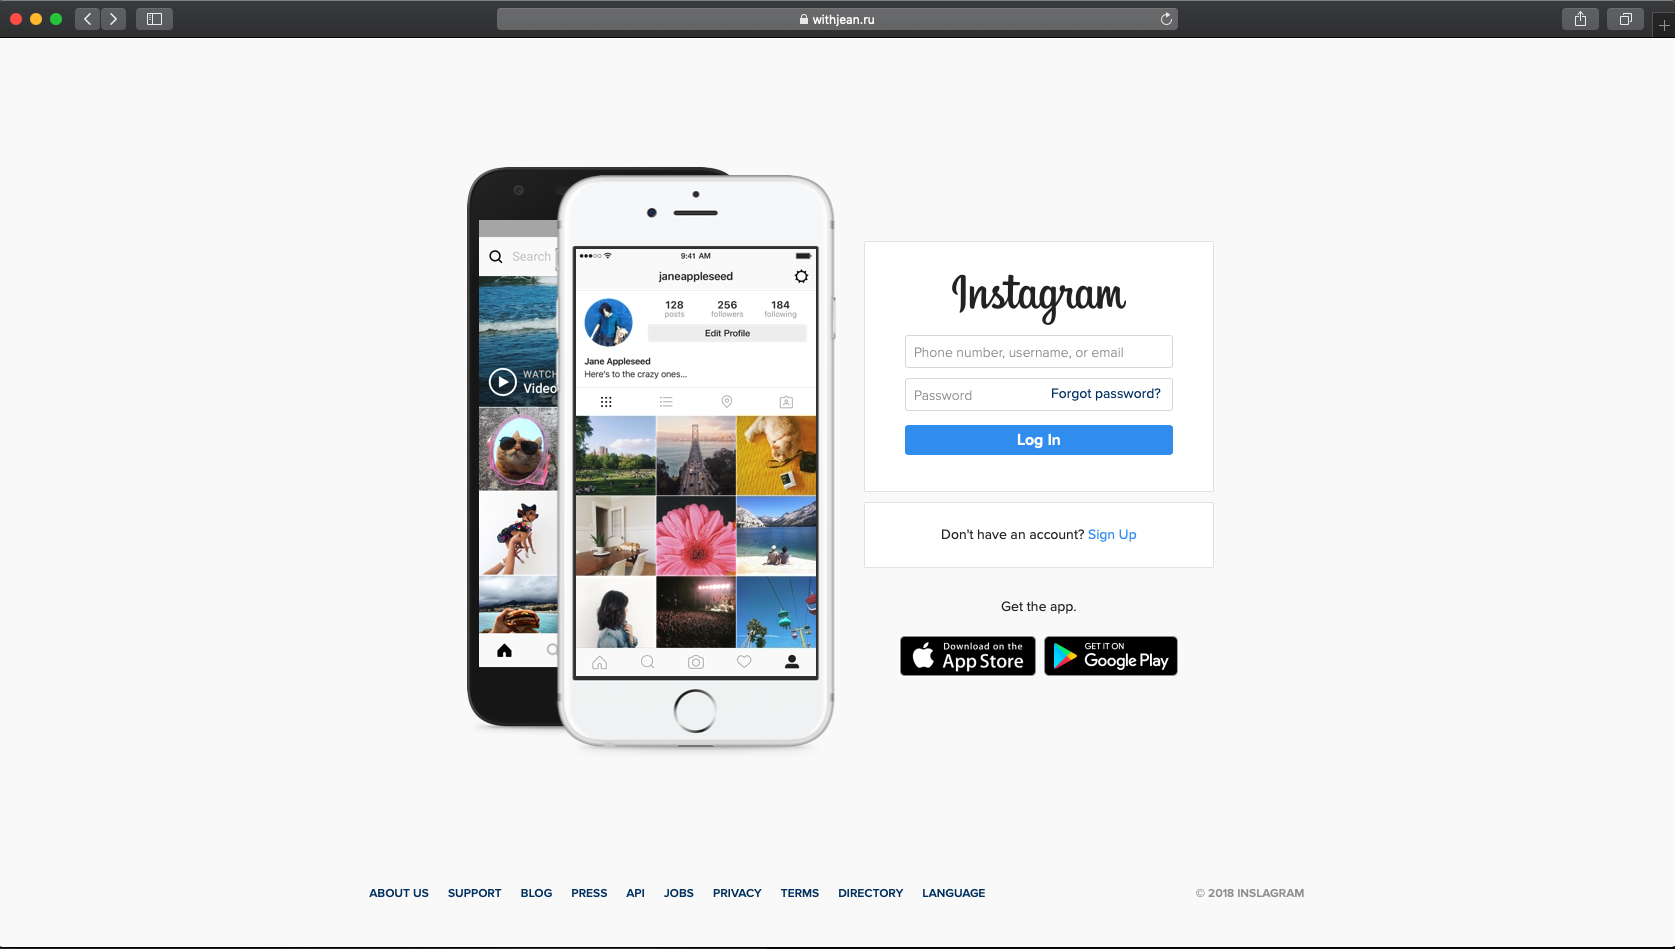 withjean.ru
Search
WATCH
Video
9:41 AM
janeappleseed
128 256 184
posts followers following
Edit Profile
Jane Appleseed
Here's to the crazy ones...
Instagram
Phone number, username, or email
Password Forgot password?
Log In
Don't have an account? Sign Up
Get the app.
Download on the
App Store
GET IT ON
Google Play
ABOUT US SUPPORT BLOG PRESS API JOBS PRIVACY TERMS DIRECTORY LANGUAGE © 2018 INSLAGRAM